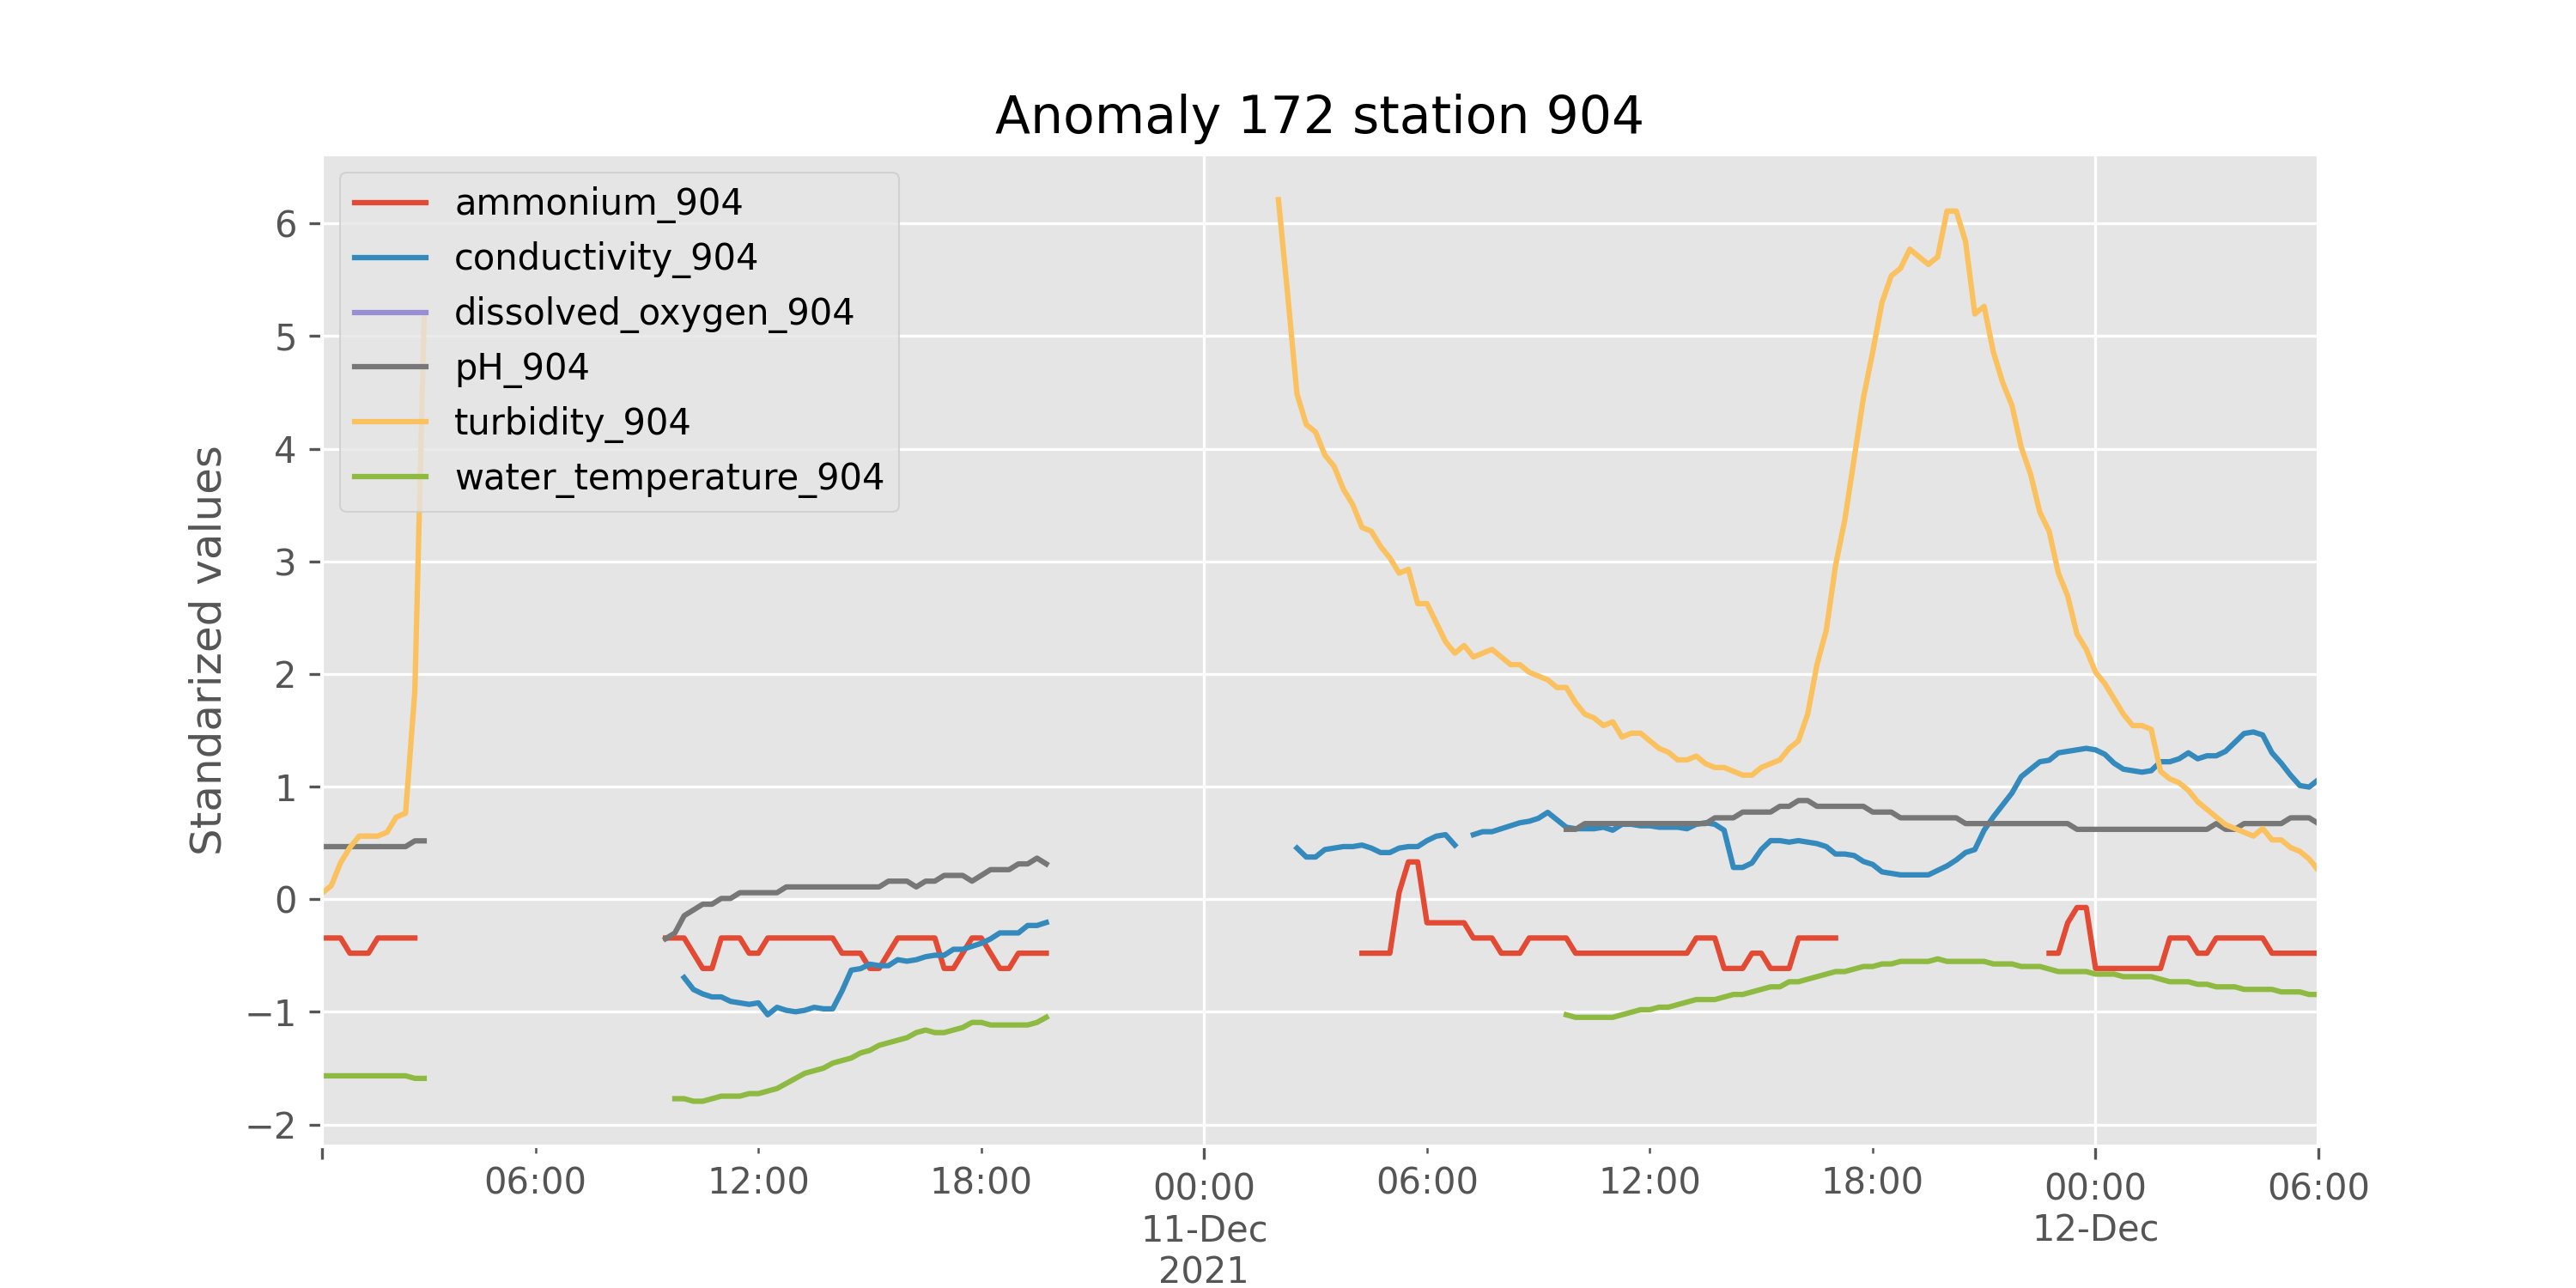 Anomaly 172 station 904
ammonium_904
conductivity_904
dissolved_oxygen_904
pH_904
turbidity_904
water_temperature_904
Standarized values
6
5
4
3
2
1
0
−1
−2
06:00 12:00 18:00 00:00 06:00 12:00 18:00 00:00 06:00
11-Dec 12-Dec
2021